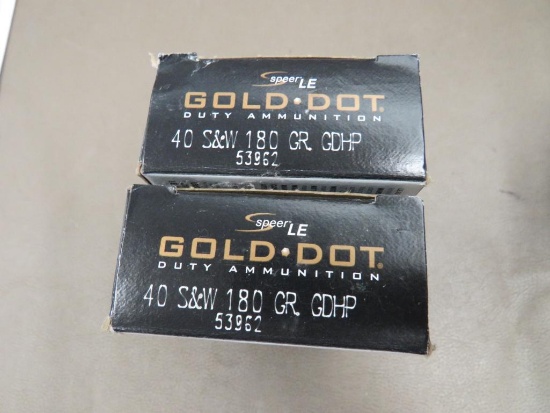 Speer LE
GOLD·DOT®
DUTY AMMUNITION
40 S&W 180 GR. GDHP
53962
Speer LE
GOLD·DOT®
DUTY AMMUNITION
40 S&W 180 GR. GDHP
53962